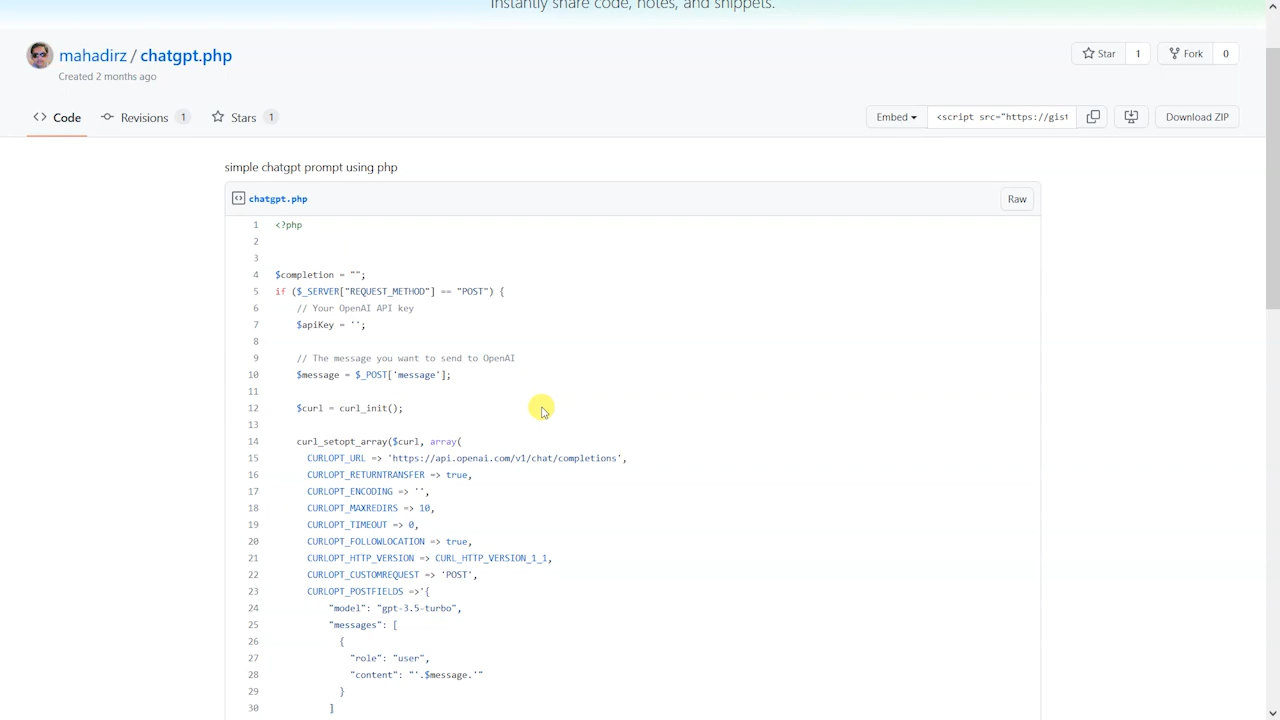 Instantly share code, notes, and snippets.
mahadirz / chatgpt.php
Created 2 months ago
Star 1 Fork 0
Code Revisions 1 Stars 1
Embed <script src="https://gist Download ZIP
simple chatgpt prompt using php
chatgpt.php Raw
1 <?php
2
3
4 $completion = "";
5 if ($_SERVER["REQUEST_METHOD"] == "POST") {
6 // Your OpenAI API key
7 $apiKey = '';
8
9 // The message you want to send to OpenAI
10 $message = $_POST['message'];
11
12 $curl = curl_init();
13
14 curl_setopt_array($curl, array(
15 CURLOPT_URL => 'https://api.openai.com/v1/chat/completions',
16 CURLOPT_RETURNTRANSFER => true,
17 CURLOPT_ENCODING => '',
18 CURLOPT_MAXREDIRS => 10,
19 CURLOPT_TIMEOUT => 0,
20 CURLOPT_FOLLOWLOCATION => true,
21 CURLOPT_HTTP_VERSION => CURL_HTTP_VERSION_1_1,
22 CURLOPT_CUSTOMREQUEST => 'POST',
23 CURLOPT_POSTFIELDS =>'{
24 "model": "gpt-3.5-turbo",
25 "messages": [
26 {
27 "role": "user",
28 "content": "'.$message.'"
29 }
30 ]